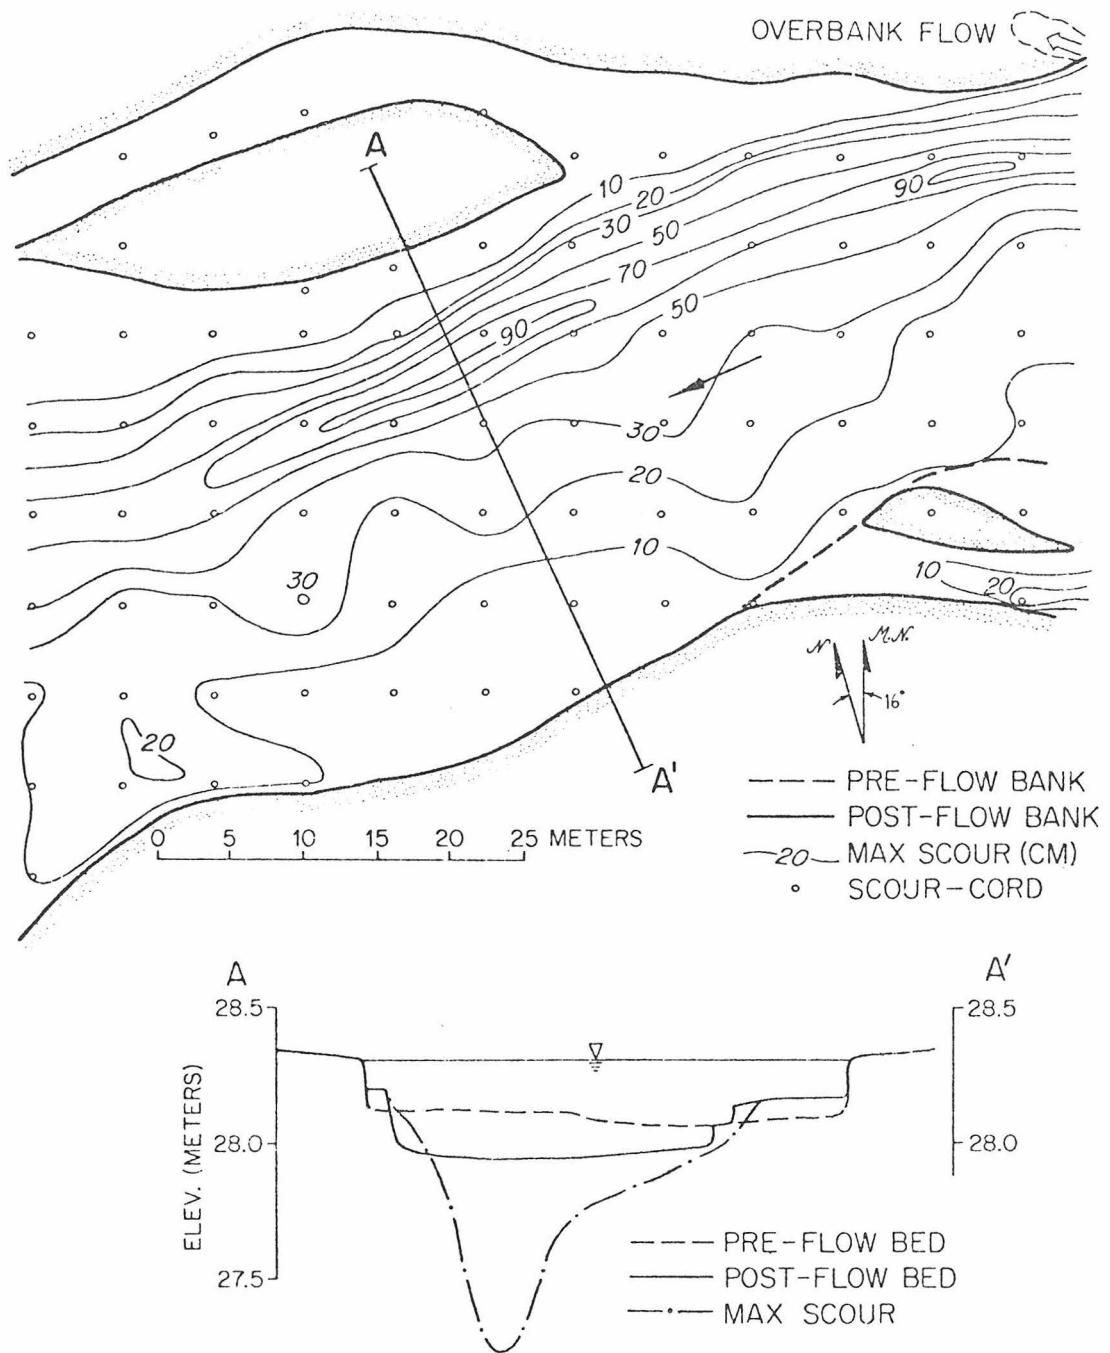 OVERBANK FLOW
A
10
20
30
50
90
70
50
90
30
20
10
30
10
20
N M.N.
16°
20
A'
0 5 10 15 20 25 METERS
PRE-FLOW BANK
POST-FLOW BANK
20 MAX SCOUR (CM)
SCOUR-CORD
A A'
28.5 28.5
ELEV. (METERS)
28.0 28.0
27.5
PRE-FLOW BED
POST-FLOW BED
MAX SCOUR